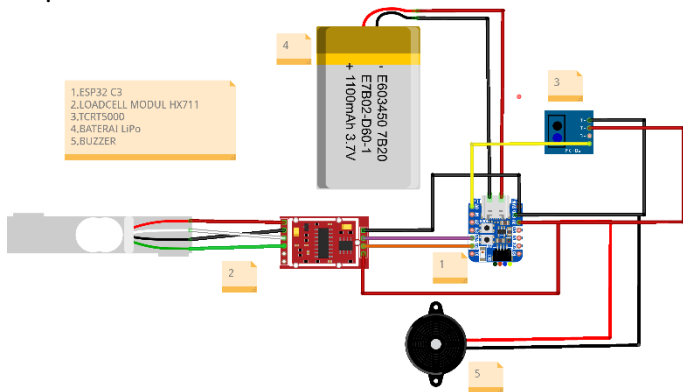 4
- E603450 7B20
E7B02-D60-1
+ 1100mAh 3.7V
3
1,ESP32 C3
2,LOADCELL MODUL HX711
3,TCRT5000
4,BATERAI LiPo
5,BUZZER
2
1
5